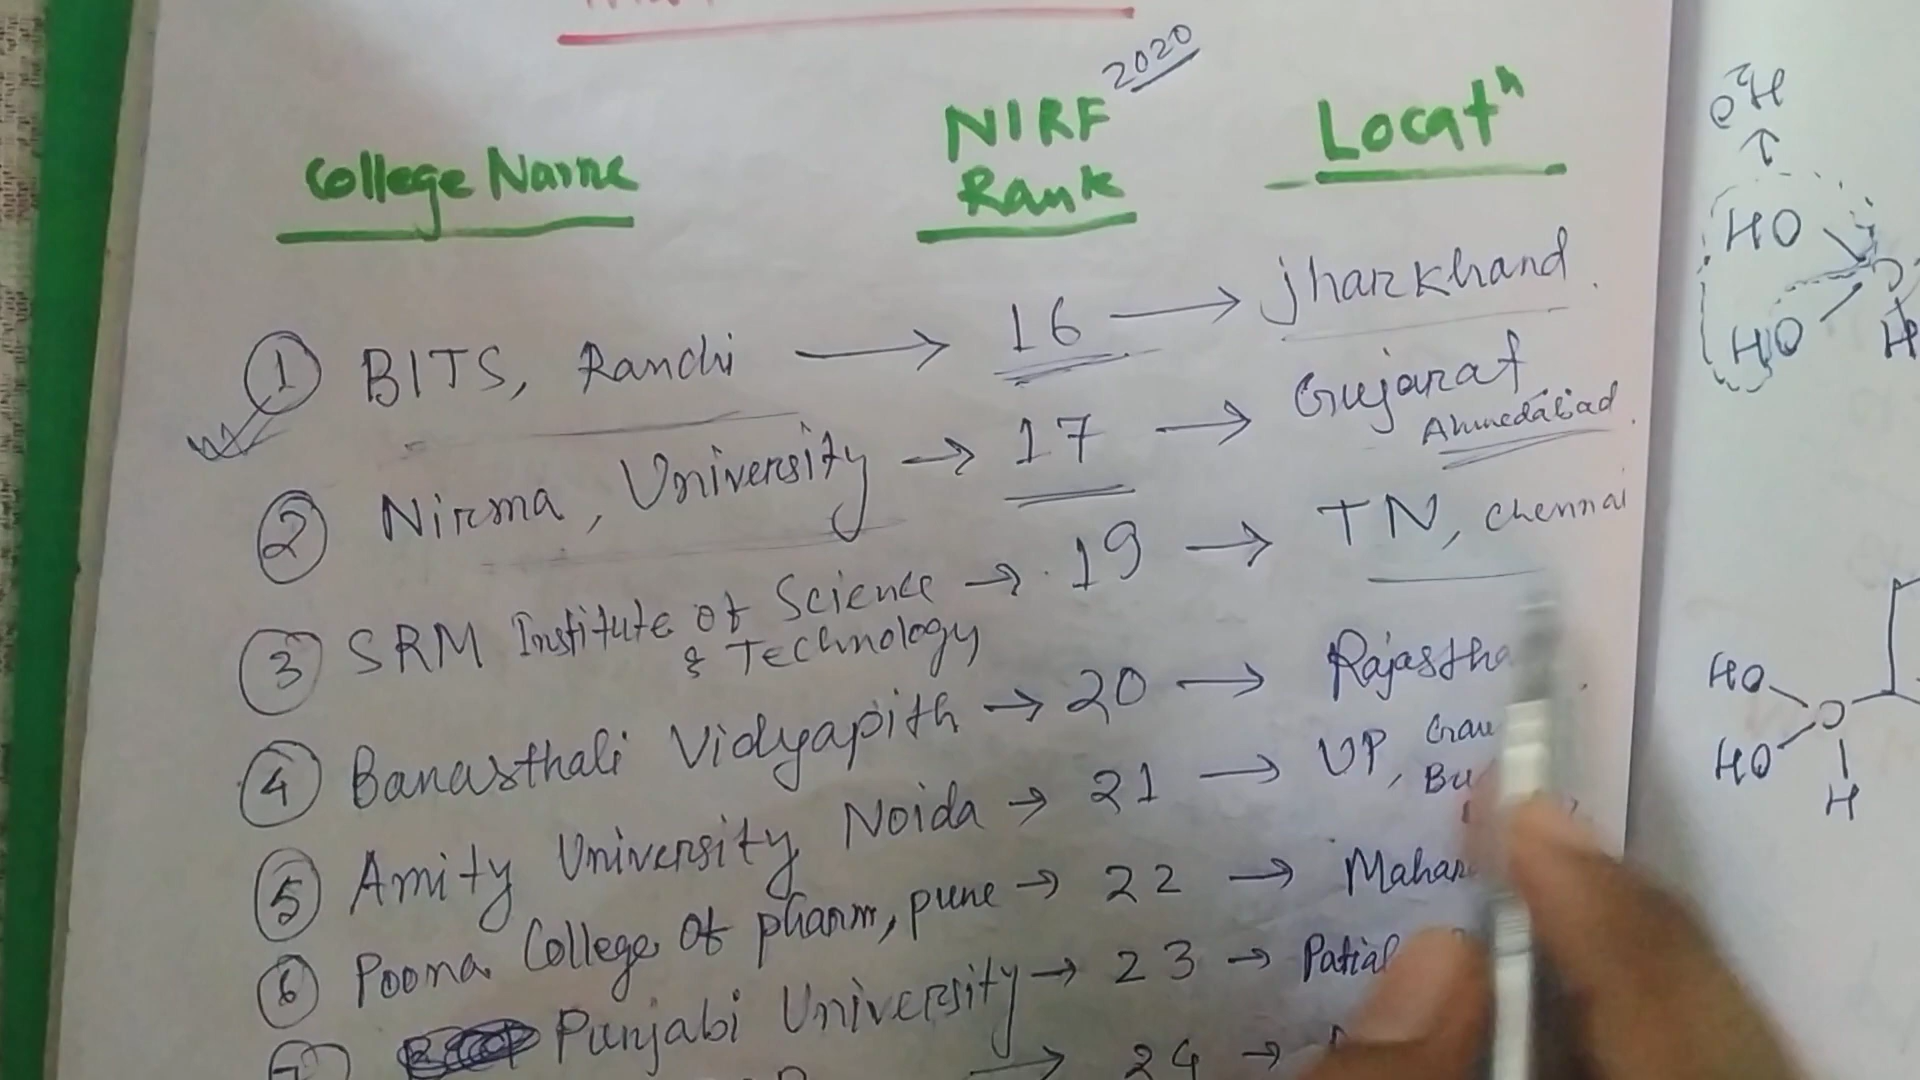 2020
College Name NIRF Rank Locatⁿ
① BITS, Ranchi → 16 → Jharkhand.
② Nirma, University → 17 → Gujarat Ahmedabad.
③ SRM Institute of Science & Technology → 19 → TN, Chennai
④ Banasthali Vidyapith → 20 → Rajastha
⑤ Amity University Noida → 21 → UP,
⑥ Poona College of pharm, pune → 22 → Mahar
⑦ Punjabi University → 23 → Patial
→ 24 →
HO
HO
H
HO
HO
H